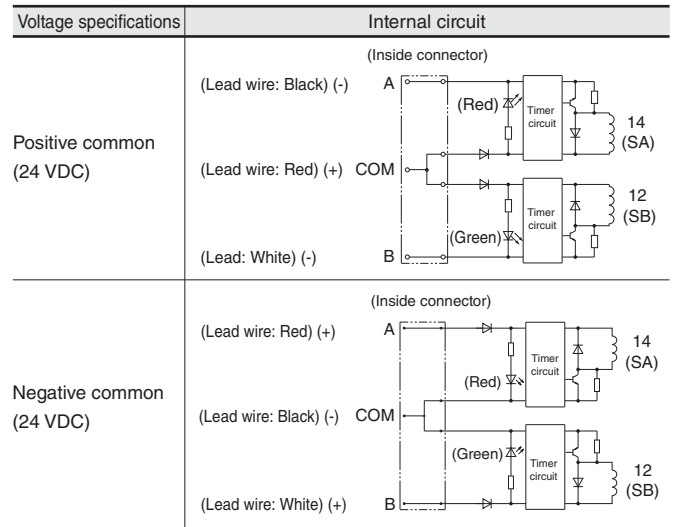 Voltage specifications Internal circuit
Positive common
(24 VDC)
(Inside connector)
(Lead wire: Black) (-) A
(Red)
Timer
circuit
14
(SA)
(Lead wire: Red) (+) COM
12
(SB)
Timer
circuit
(Green)
(Lead: White) (-) B
Negative common
(24 VDC)
(Inside connector)
(Lead wire: Red) (+) A
14
(SA)
Timer
circuit
(Red)
(Lead wire: Black) (-) COM
(Green)
Timer
circuit
12
(SB)
(Lead wire: White) (+) B